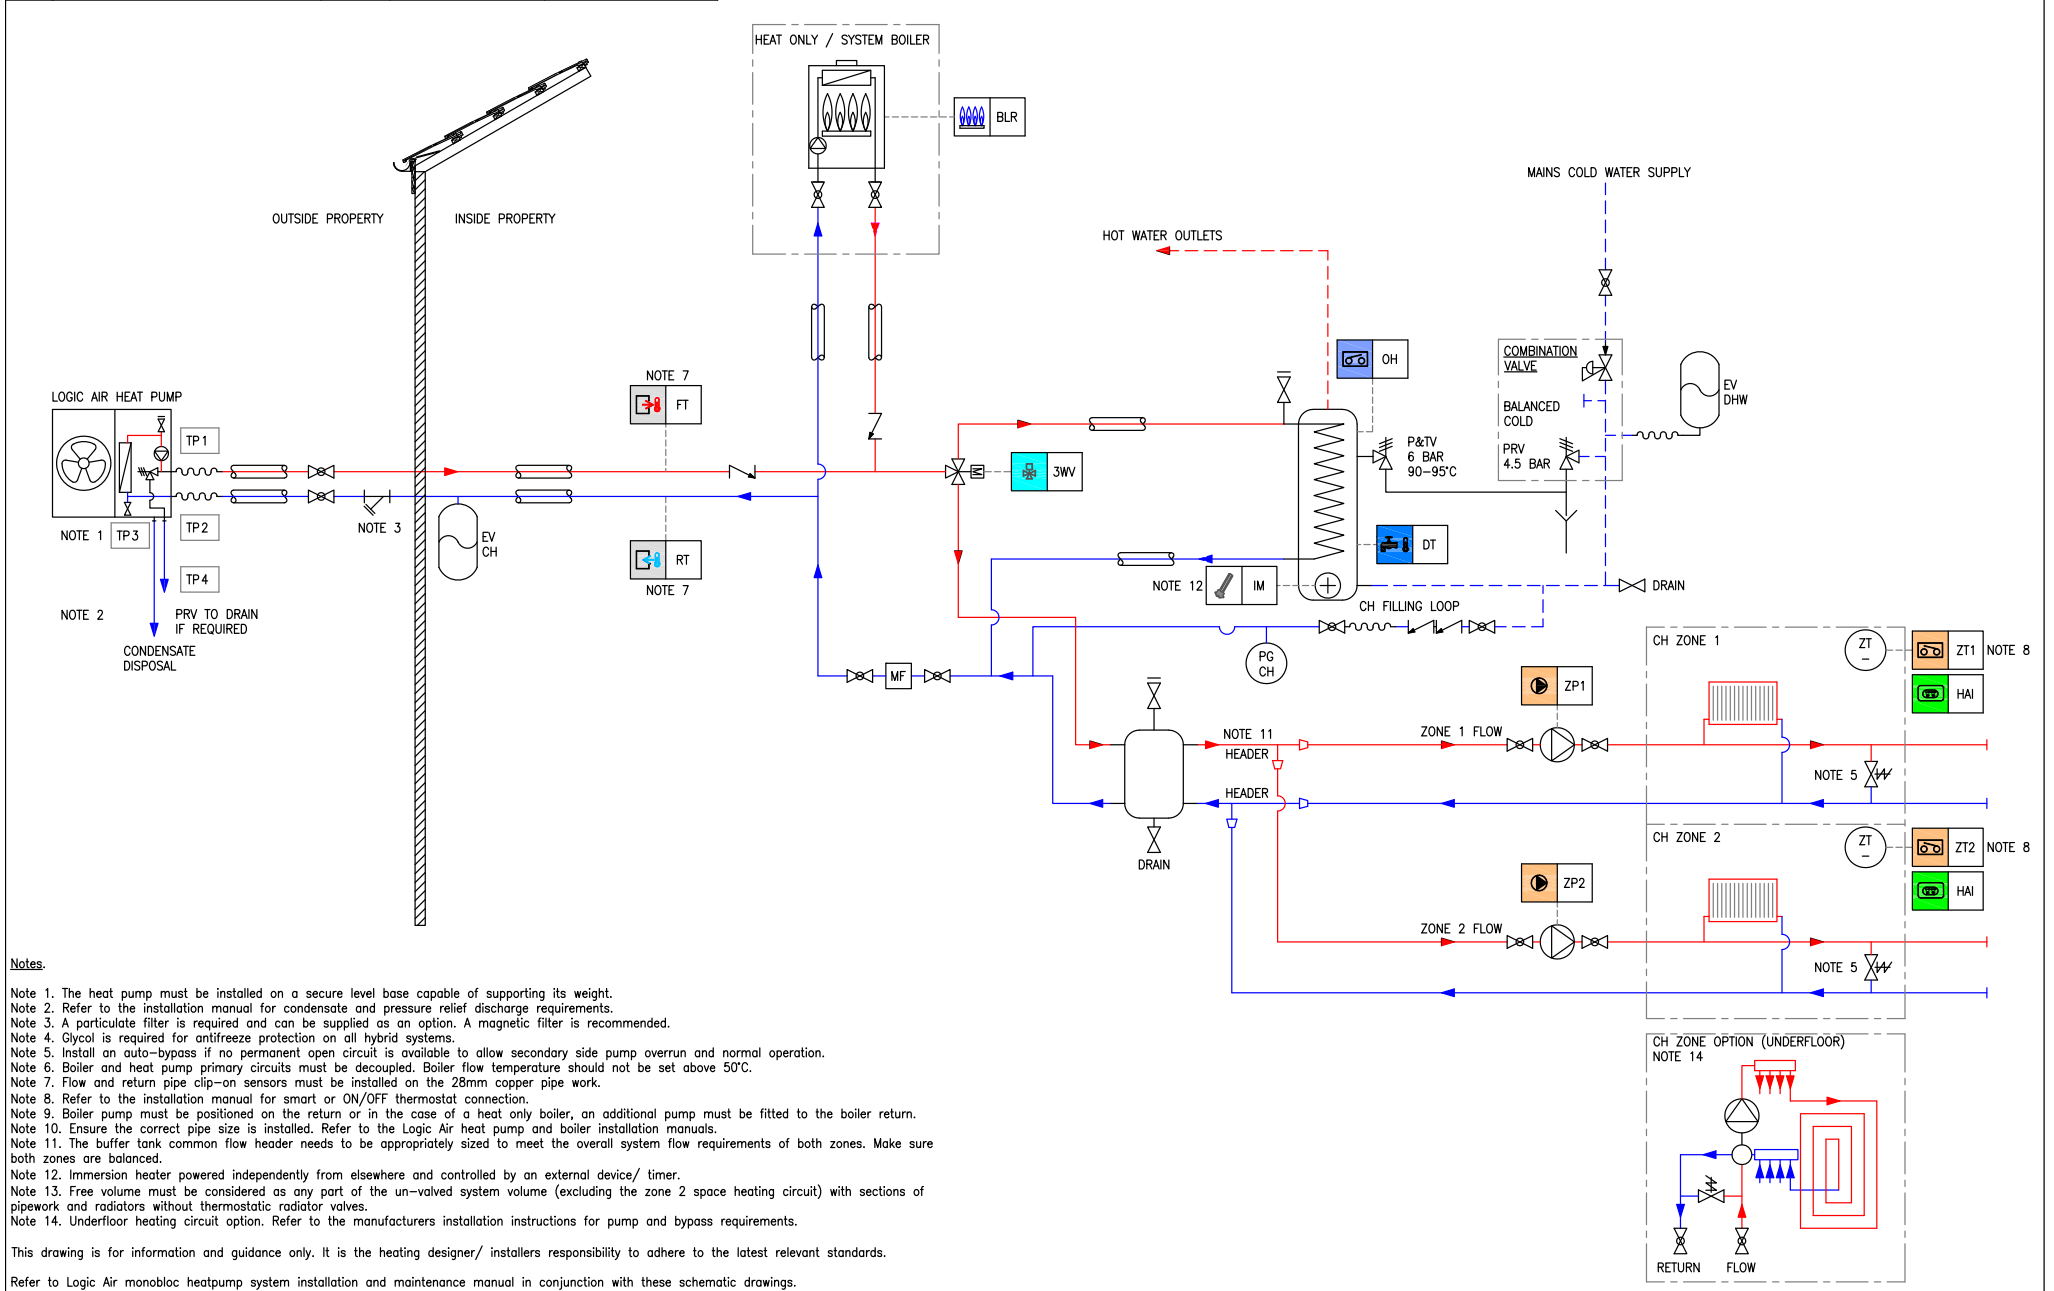 HEAT ONLY / SYSTEM BOILER
BLR
MAINS COLD WATER SUPPLY
OUTSIDE PROPERTY
INSIDE PROPERTY
HOT WATER OUTLETS
OH
COMBINATION
VALVE
BALANCED
COLD
PRV
4.5 BAR
EV
DHW
P&TV
6 BAR
90-95°C
NOTE 7
FT
LOGIC AIR HEAT PUMP
TP1
M
3WV
NOTE 1
TP3
TP2
NOTE 3
EV
CH
RT
NOTE 7
DT
TP4
NOTE 2
PRV TO DRAIN
IF REQUIRED
CONDENSATE
DISPOSAL
NOTE 12
IM
DRAIN
CH FILLING LOOP
PG
CH
MF
CH ZONE 1
ZT
-
ZT1
NOTE 8
HAI
ZP1
NOTE 11
HEADER
ZONE 1 FLOW
NOTE 5
HEADER
DRAIN
CH ZONE 2
ZT
-
ZT2
NOTE 8
HAI
ZP2
ZONE 2 FLOW
NOTE 5
CH ZONE OPTION (UNDERFLOOR)
NOTE 14
RETURN
FLOW
Notes.
Note 1. The heat pump must be installed on a secure level base capable of supporting its weight.
Note 2. Refer to the installation manual for condensate and pressure relief discharge requirements.
Note 3. A particulate filter is required and can be supplied as an option. A magnetic filter is recommended.
Note 4. Glycol is required for antifreeze protection on all hybrid systems.
Note 5. Install an auto-bypass if no permanent open circuit is available to allow secondary side pump overrun and normal operation.
Note 6. Boiler and heat pump primary circuits must be decoupled. Boiler flow temperature should not be set above 50°C.
Note 7. Flow and return pipe clip-on sensors must be installed on the 28mm copper pipe work.
Note 8. Refer to the installation manual for smart or ON/OFF thermostat connection.
Note 9. Boiler pump must be positioned on the return or in the case of a heat only boiler, an additional pump must be fitted to the boiler return.
Note 10. Ensure the correct pipe size is installed. Refer to the Logic Air heat pump and boiler installation manuals.
Note 11. The buffer tank common flow header needs to be appropriately sized to meet the overall system flow requirements of both zones. Make sure
both zones are balanced.
Note 12. Immersion heater powered independently from elsewhere and controlled by an external device/ timer.
Note 13. Free volume must be considered as any part of the un-valved system volume (excluding the zone 2 space heating circuit) with sections of
pipework and radiators without thermostatic radiator valves.
Note 14. Underfloor heating circuit option. Refer to the manufacturers installation instructions for pump and bypass requirements.
This drawing is for information and guidance only. It is the heating designer/ installers responsibility to adhere to the latest relevant standards.
Refer to Logic Air monobloc heatpump system installation and maintenance manual in conjunction with these schematic drawings.